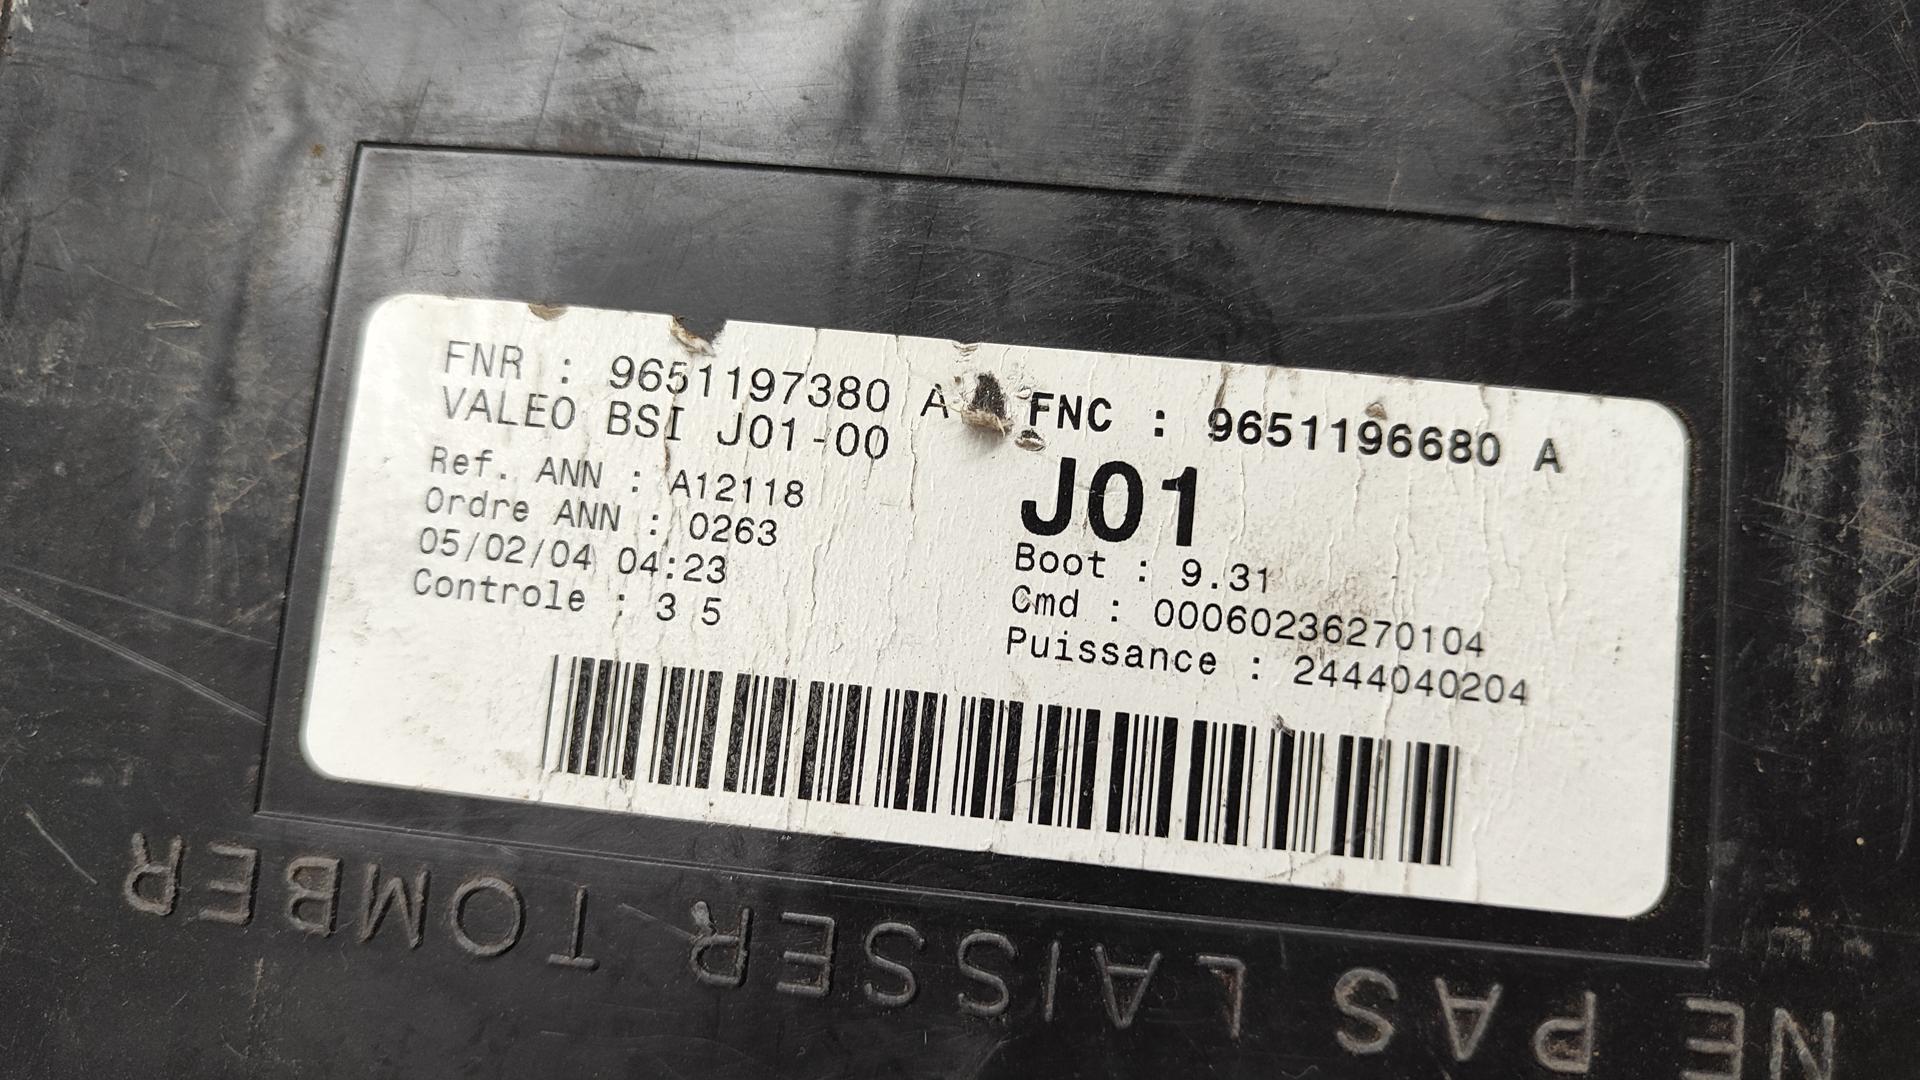 FNR : 9651197380 A
VALEO BSI J01-00
Ref. ANN : A12118
Ordre ANN : 0263
05/02/04 04:23
Controle : 3 5
FNC : 9651196680 A
J01
Boot : 9.31
Cmd : 00060236270104
Puissance : 2444040204
NE PAS LAISSER TOMBER